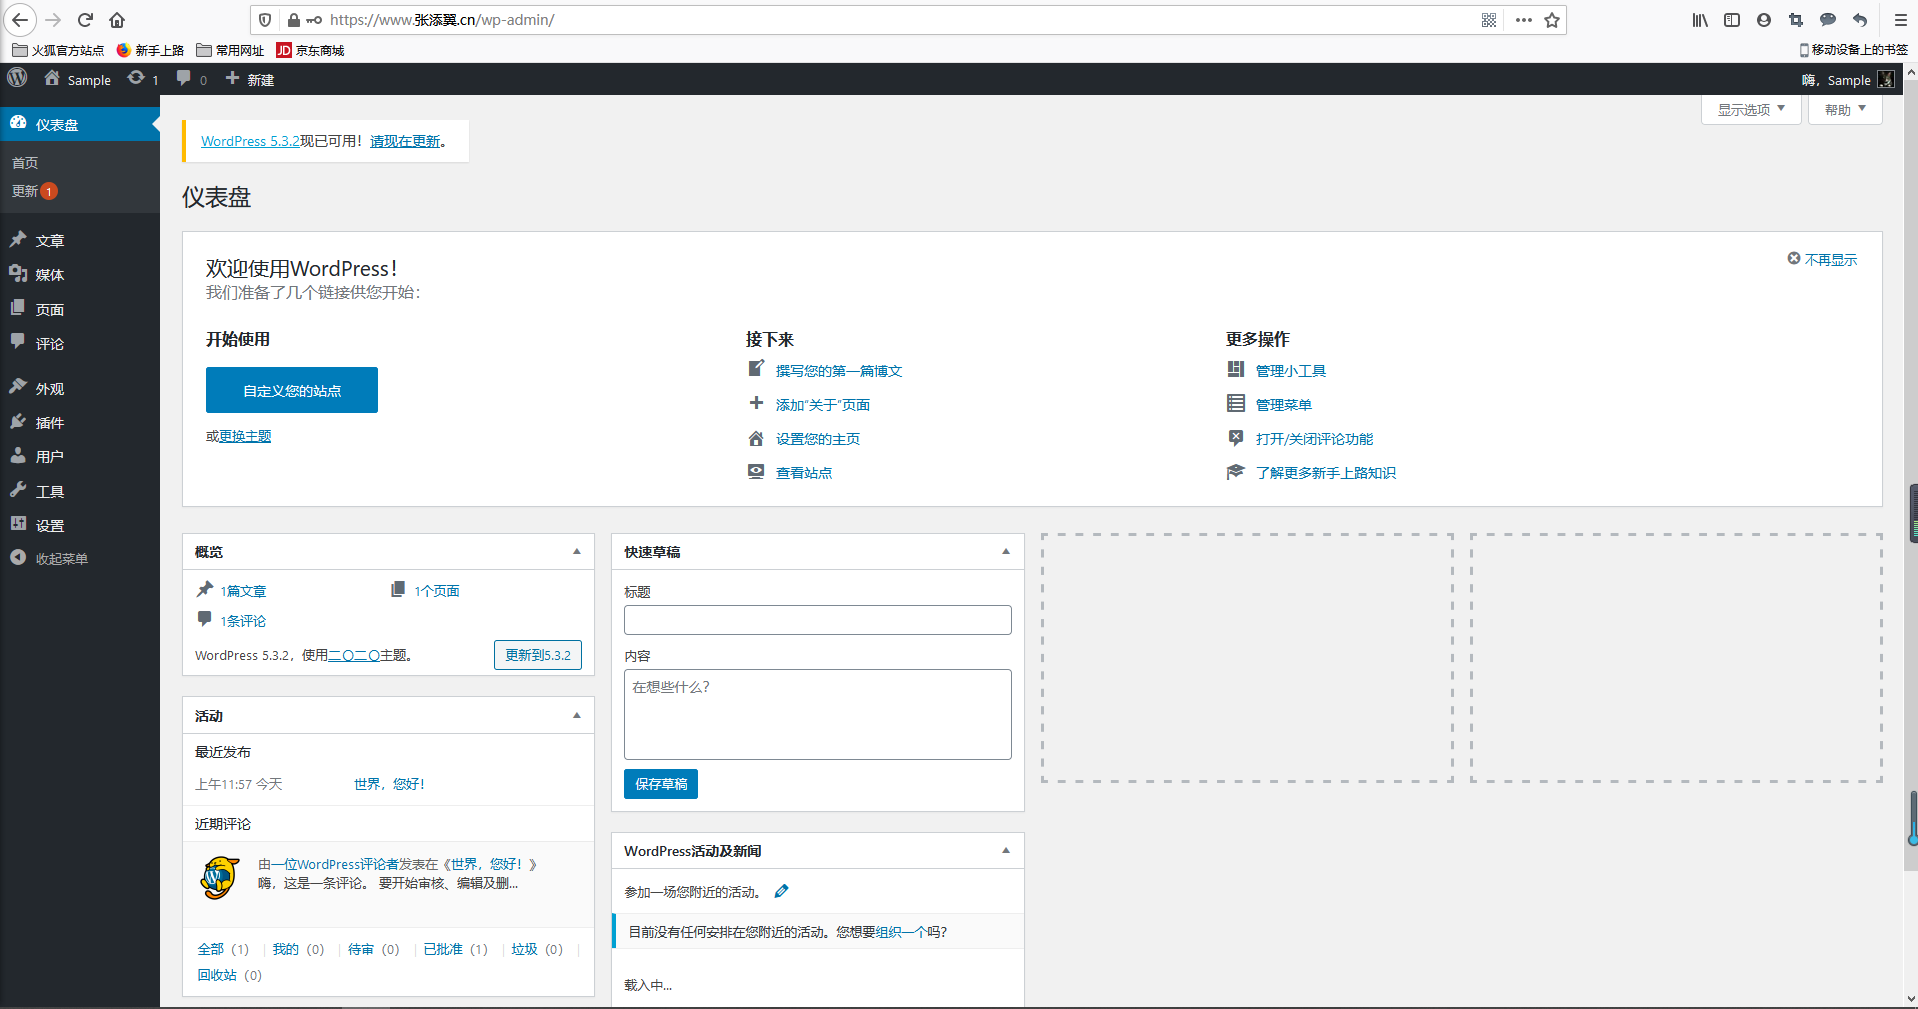 https://www.张添翼.cn/wp-admin/
火狐官方站点 新手上路 常用网址 JD 京东商城 移动设备上的书签
Sample 1 0 新建 嗨，Sample
仪表盘
首页
更新 1
文章
媒体
页面
评论
外观
插件
用户
工具
设置
收起菜单
显示选项 帮助
WordPress 5.3.2现已可用！请现在更新。
仪表盘
欢迎使用WordPress！
不再显示
我们准备了几个链接供您开始：
开始使用
自定义您的站点
或更换主题
接下来
撰写您的第一篇博文
添加“关于”页面
设置您的主页
查看站点
更多操作
管理小工具
管理菜单
打开/关闭评论功能
了解更多新手上路知识
概览
1篇文章 1个页面
1条评论
WordPress 5.3.2，使用二〇二〇主题。 更新到5.3.2
活动
最近发布
上午11:57 今天 世界，您好！
近期评论
由一位WordPress评论者发表在《世界，您好！》
嗨，这是一条评论。 要开始审核、编辑及删...
全部（1） | 我的（0） | 待审（0） | 已批准（1） | 垃圾（0） |
回收站（0）
快速草稿
标题
内容
在想些什么？
保存草稿
WordPress活动及新闻
参加一场您附近的活动。
目前没有任何安排在您附近的活动。您想要组织一个吗？
载入中...